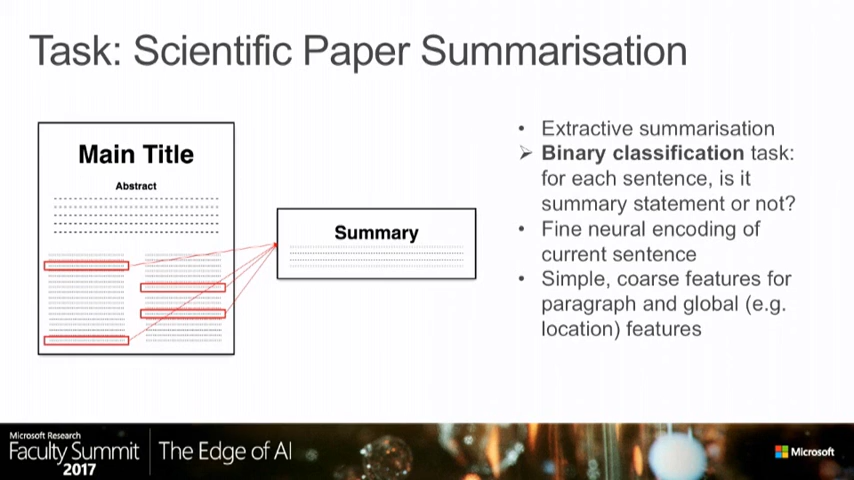 Task: Scientific Paper Summarisation
Main Title
Abstract
Summary
• Extractive summarisation
➢ Binary classification task:
for each sentence, is it
summary statement or not?
• Fine neural encoding of
current sentence
• Simple, coarse features for
paragraph and global (e.g.
location) features
Microsoft Research
Faculty Summit
2017
The Edge of AI
Microsoft